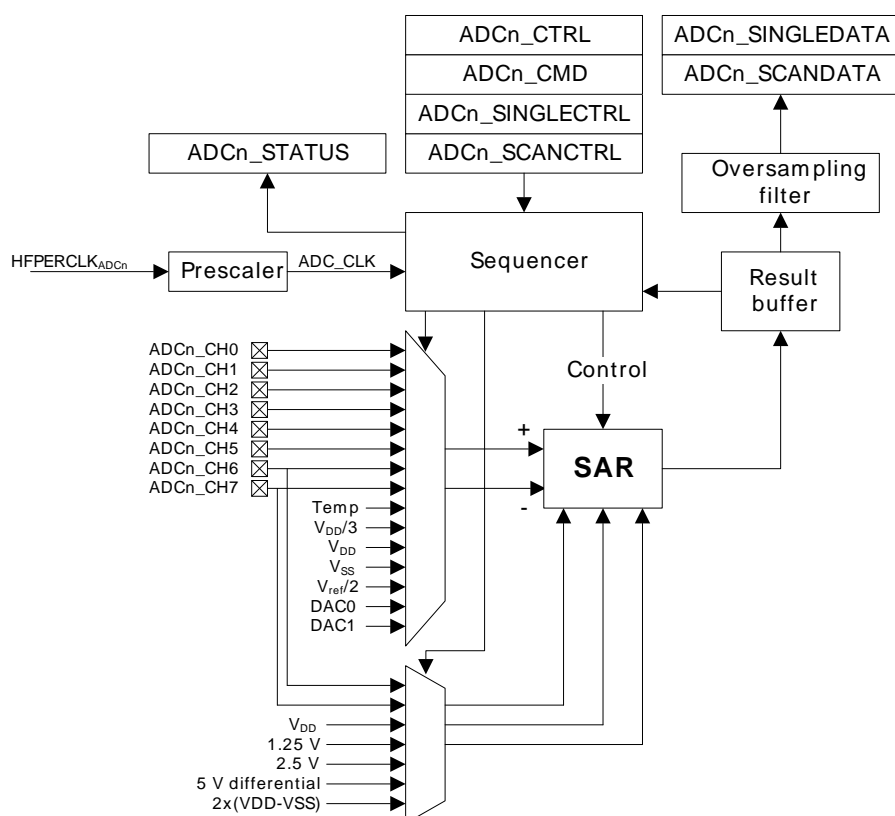 ADCn_CTRL
ADCn_CMD
ADCn_SINGLECTRL
ADCn_SCANCTRL
ADCn_SINGLEDATA
ADCn_SCANDATA
ADCn_STATUS
Oversampling
filter
HFPERCLKADCn
Prescaler
ADC_CLK
Sequencer
Result
buffer
ADCn_CH0
ADCn_CH1
ADCn_CH2
ADCn_CH3
ADCn_CH4
ADCn_CH5
ADCn_CH6
ADCn_CH7
Temp
VDD/3
VDD
VSS
Vref/2
DAC0
DAC1
Control
+
SAR
-
VDD
1.25 V
2.5 V
5 V differential
2x(VDD-VSS)